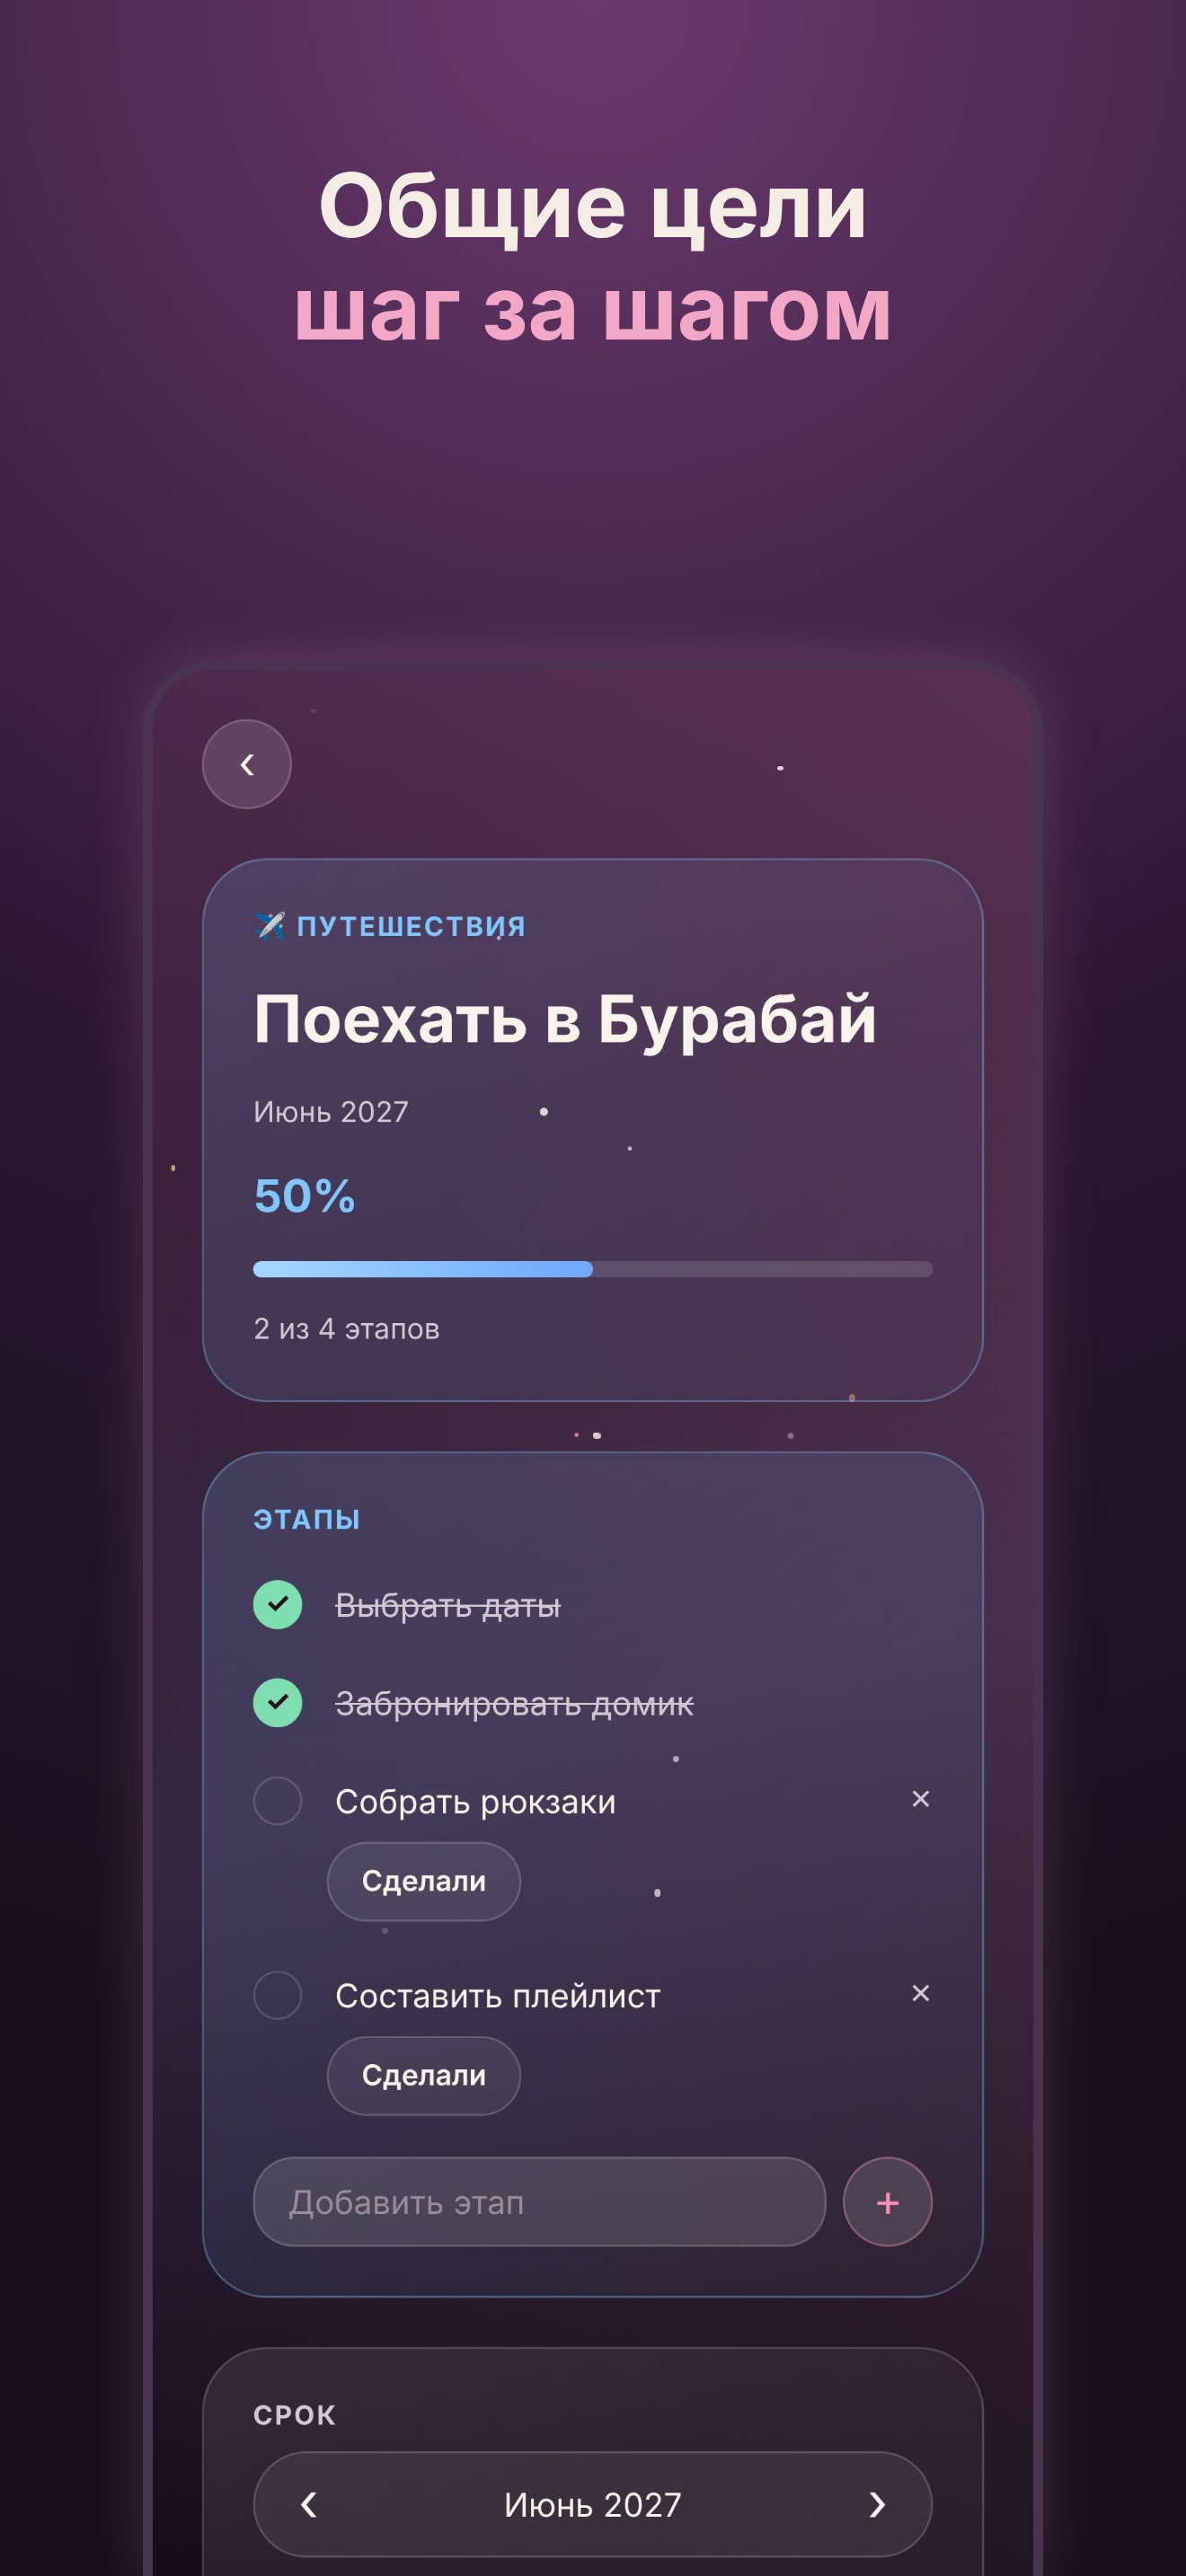 Общие цели
шаг за шагом
ПУТЕШЕСТВИЯ
Поехать в Бурабай
Июнь 2027
50%
2 из 4 этапов
ЭТАПЫ
Выбрать даты
Забронировать домик
Собрать рюкзаки
Сделали
Составить плейлист
Сделали
Добавить этап
СРОК
Июнь 2027